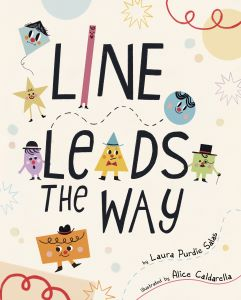 LINE
LeADS
THE WAY
by Laura Purdie Salas
illustrated by Alice Caldarella